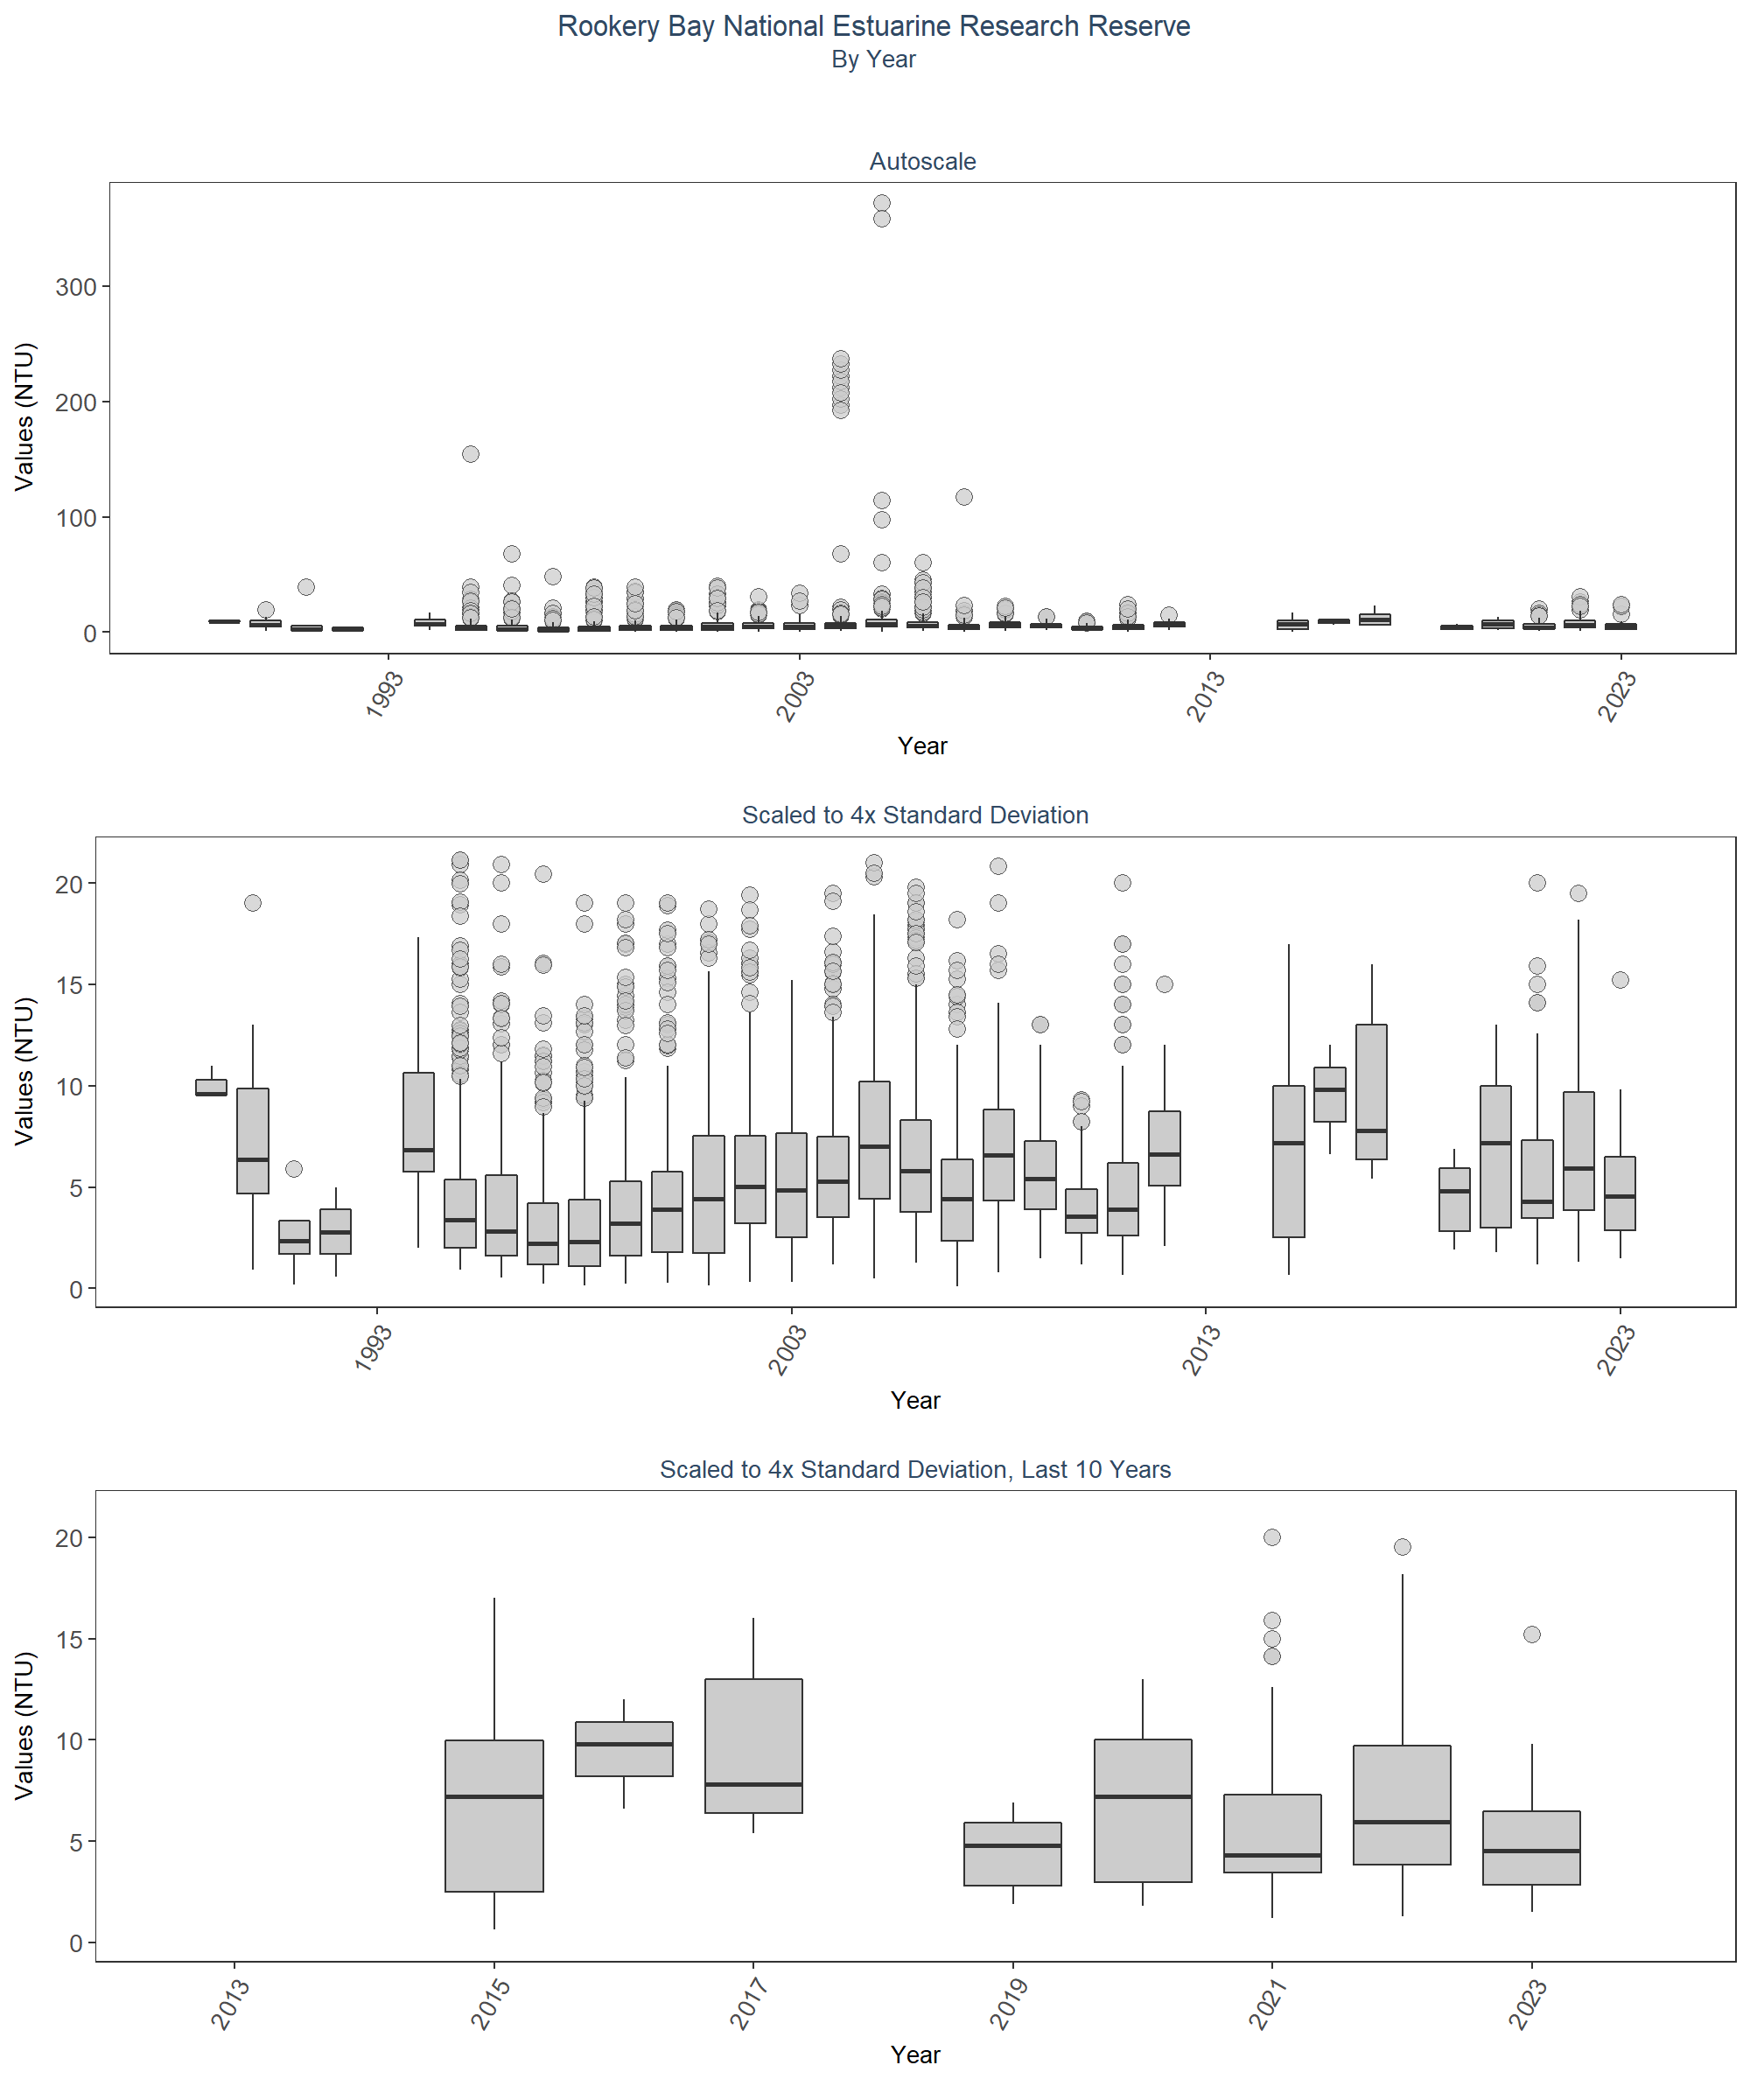 Rookery Bay National Estuarine Research Reserve
By Year
Autoscale
Values (NTU)
300
200
100
0
1993
2003
2013
2023
Year
Scaled to 4x Standard Deviation
Values (NTU)
20
15
10
5
0
1993
2003
2013
2023
Year
Scaled to 4x Standard Deviation, Last 10 Years
Values (NTU)
20
15
10
5
0
2013
2015
2017
2019
2021
2023
Year